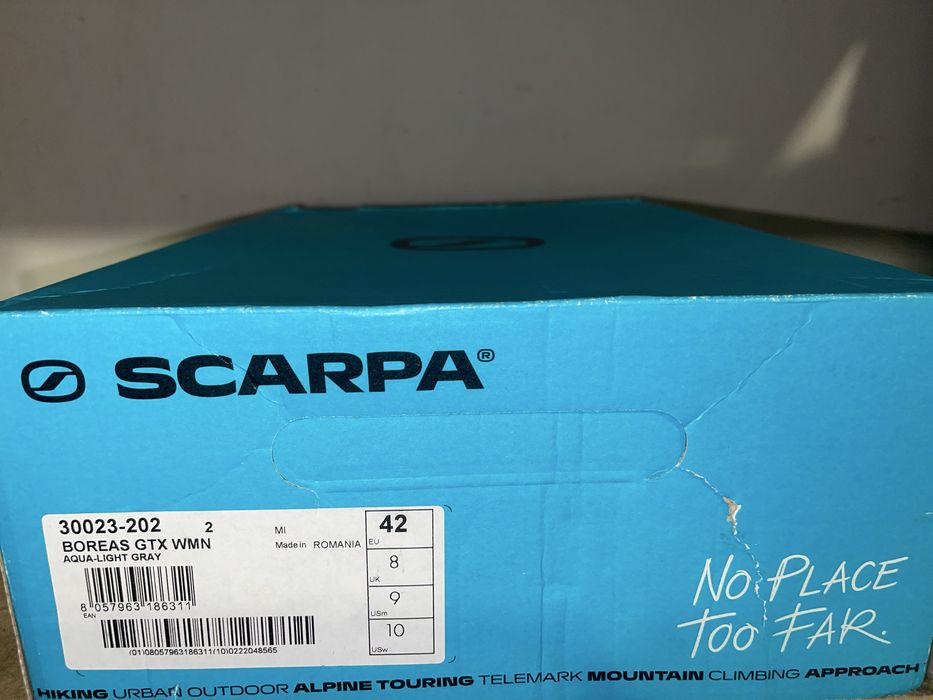 SCARPA®
30023-202 2 MI 42
EU
BOREAS GTX WMN Made in ROMANIA
AQUA-LIGHT GRAY
8
UK
8 057963 186311
EAN
9
USm
10
USw
(01)08057963186311(10)0222048565
NO PLACE
TOO FAR.
HIKING URBAN OUTDOOR ALPINE TOURING TELEMARK MOUNTAIN CLIMBING APPROACH